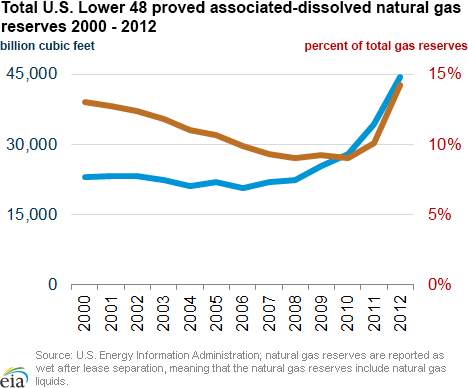 Total U.S. Lower 48 proved associated-dissolved natural gas
reserves 2000 - 2012
billion cubic feet
percent of total gas reserves
45,000
15%
30,000
10%
15,000
5%
0
0%
2000
2001
2002
2003
2004
2005
2006
2007
2008
2009
2010
2011
2012
Source: U.S. Energy Information Administration; natural gas reserves are reported as
wet after lease separation, meaning that the natural gas reserves include natural gas
liquids.
eia